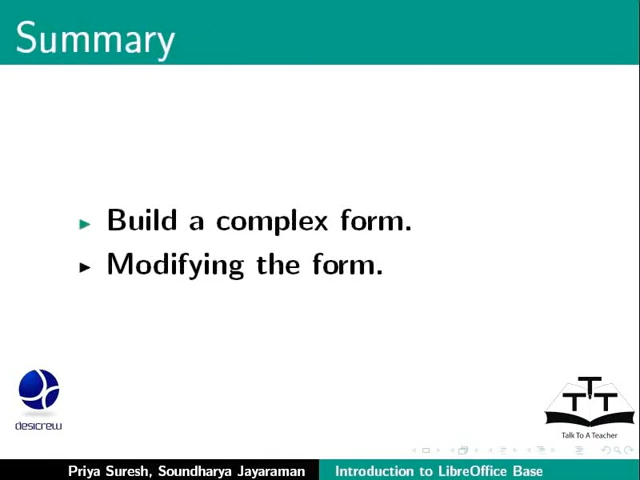 Summary
Build a complex form.
Modifying the form.
desicrew
T T T
Talk To A Teacher
Priya Suresh, Soundharya Jayaraman Introduction to LibreOffice Base